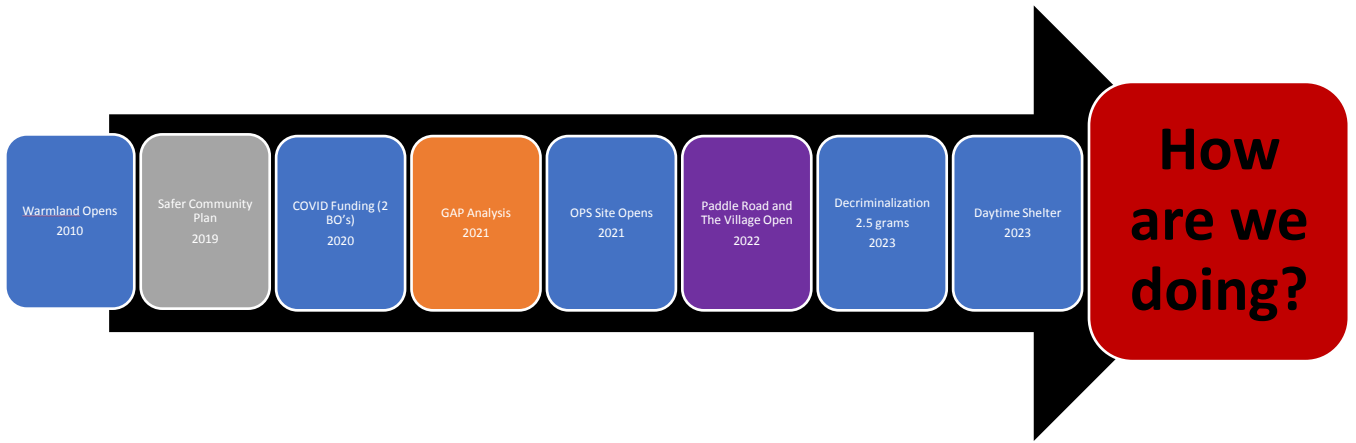 Warmland Opens
2010
Safer Community
Plan
2019
COVID Funding (2
BO's)
2020
GAP Analysis
2021
OPS Site Opens
2021
Paddle Road and
The Village Open
2022
Decriminalization
2.5 grams
2023
Daytime Shelter
2023
How
are we
doing?